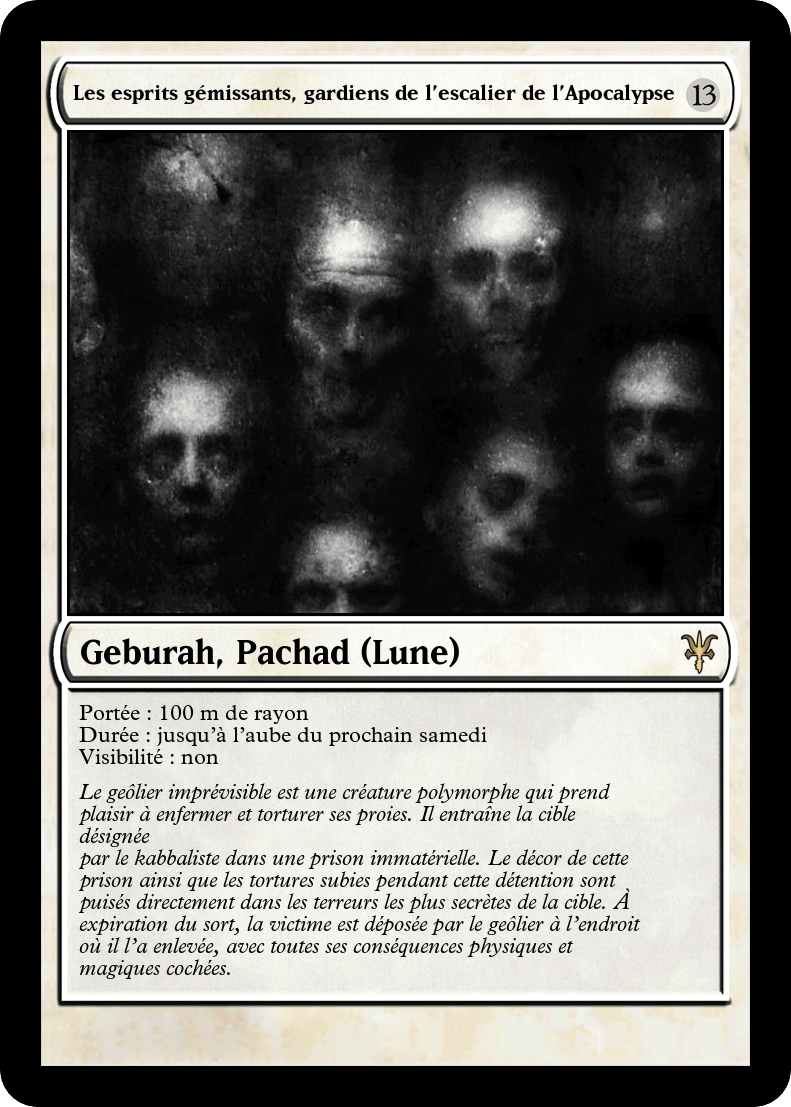 Les esprits gémissants, gardiens de l'escalier de l'Apocalypse 13
Geburah, Pachad (Lune)
Portée : 100 m de rayon
Durée : jusqu'à l'aube du prochain samedi
Visibilité : non
Le geôlier imprévisible est une créature polymorphe qui prend
plaisir à enfermer et torturer ses proies. Il entraîne la cible
désignée
par le kabbaliste dans une prison immatérielle. Le décor de cette
prison ainsi que les tortures subies pendant cette détention sont
puisés directement dans les terreurs les plus secrètes de la cible. À
expiration du sort, la victime est déposée par le geôlier à l'endroit
où il l'a enlevée, avec toutes ses conséquences physiques et
magiques cochées.